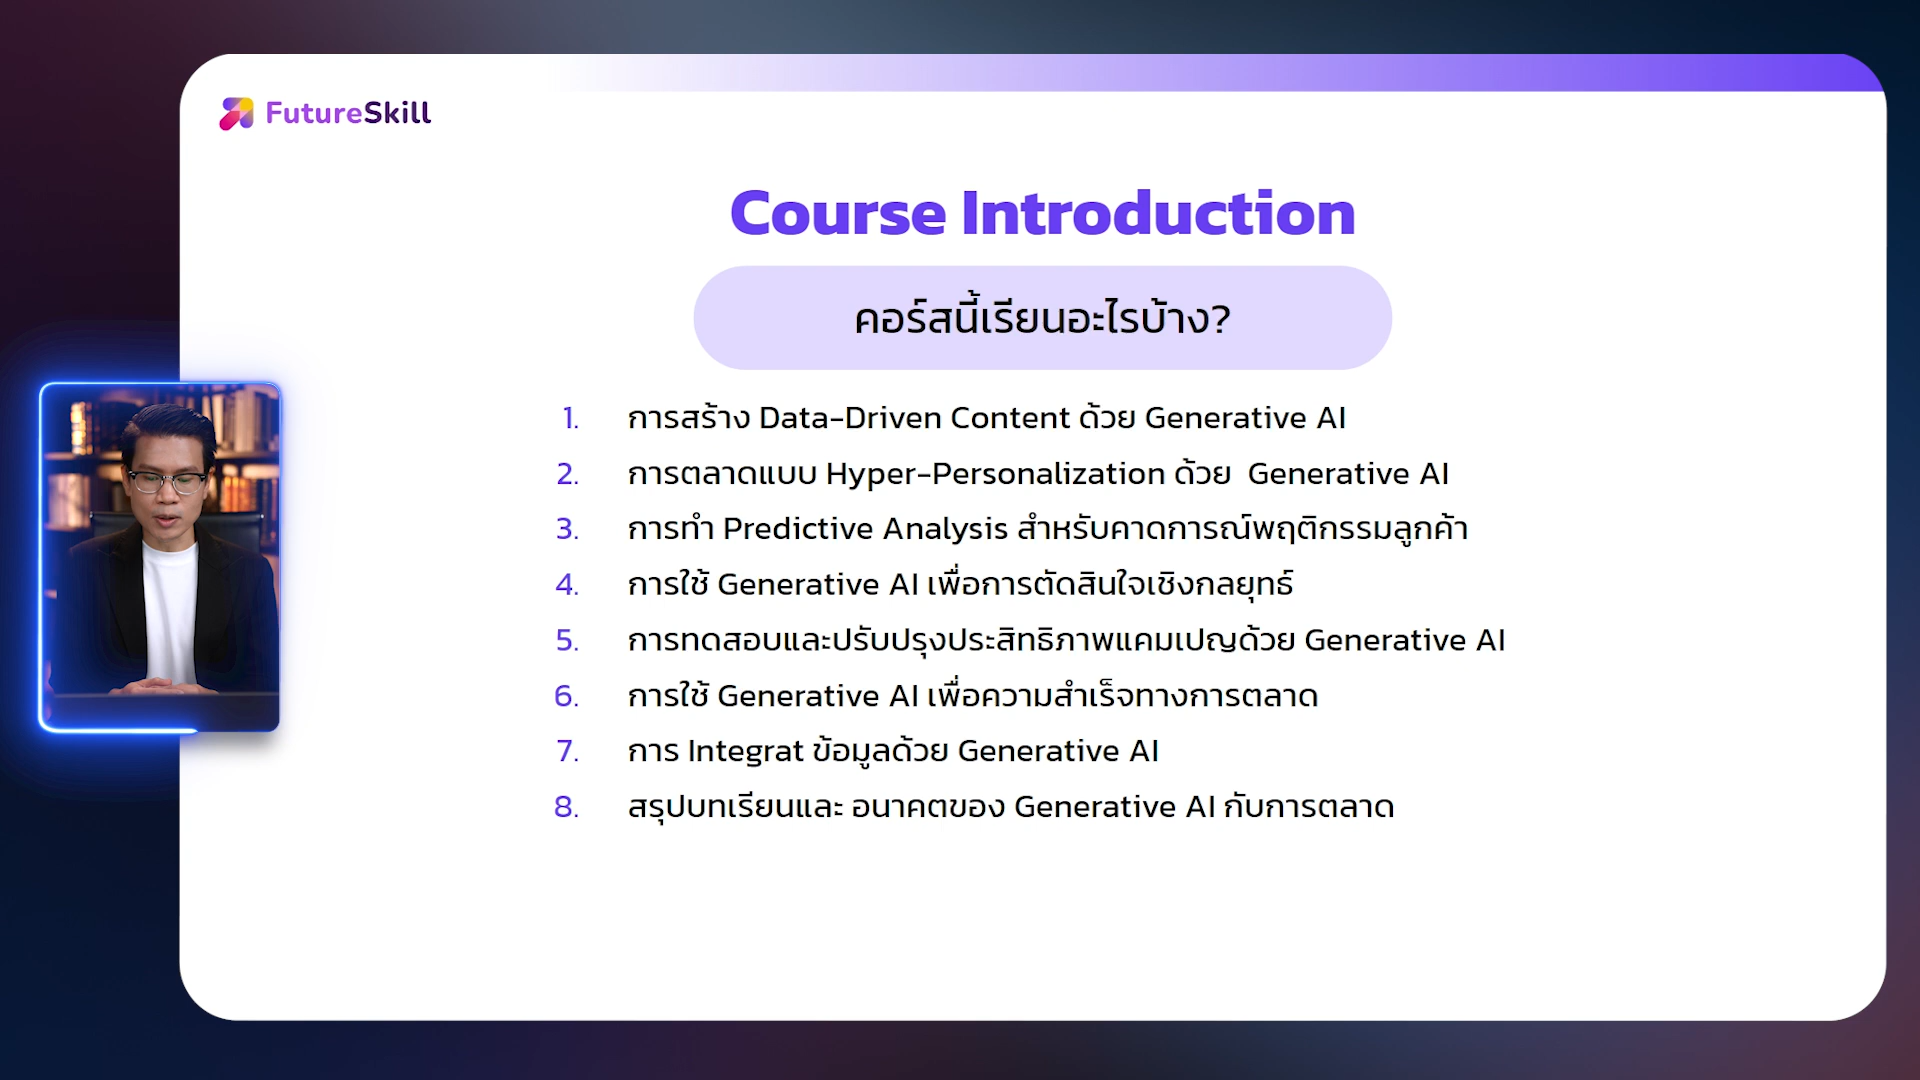 FutureSkill
Course Introduction
คอร์สนี้เรียนอะไรบ้าง?
1. การสร้าง Data-Driven Content ด้วย Generative AI
2. การตลาดแบบ Hyper-Personalization ด้วย Generative AI
3. การทำ Predictive Analysis สำหรับคาดการณ์พฤติกรรมลูกค้า
4. การใช้ Generative AI เพื่อการตัดสินใจเชิงกลยุทธ์
5. การทดสอบและปรับปรุงประสิทธิภาพแคมเปญด้วย Generative AI
6. การใช้ Generative AI เพื่อความสำเร็จทางการตลาด
7. การ Integrat ข้อมูลด้วย Generative AI
8. สรุปบทเรียนและ อนาคตของ Generative AI กับการตลาด